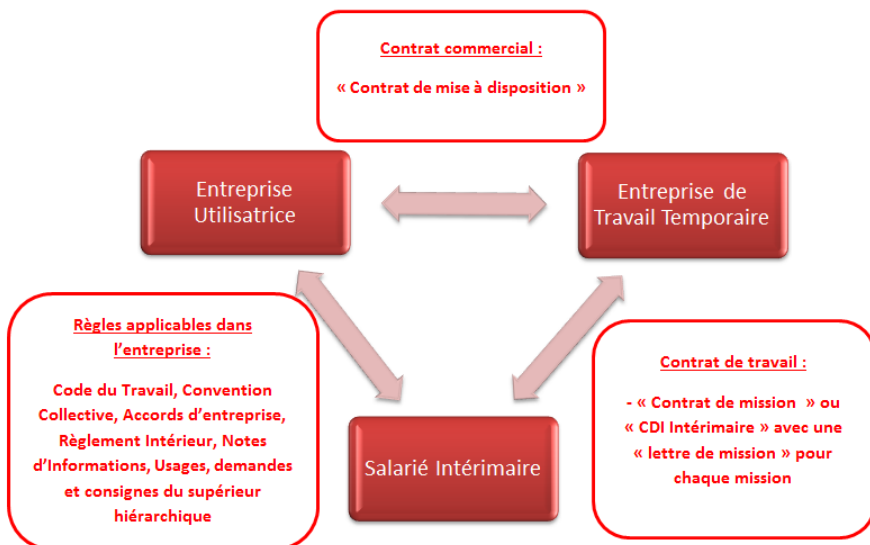 Contrat commercial :
« Contrat de mise à disposition »
Entreprise
Utilisatrice
Entreprise de
Travail Temporaire
Règles applicables dans
l'entreprise :
Code du Travail, Convention
Collective, Accords d'entreprise,
Règlement Intérieur, Notes
d'Informations, Usages, demandes
et consignes du supérieur
hiérarchique
Salarié Intérimaire
Contrat de travail :
- « Contrat de mission » ou
« CDI Intérimaire » avec une
« lettre de mission » pour
chaque mission